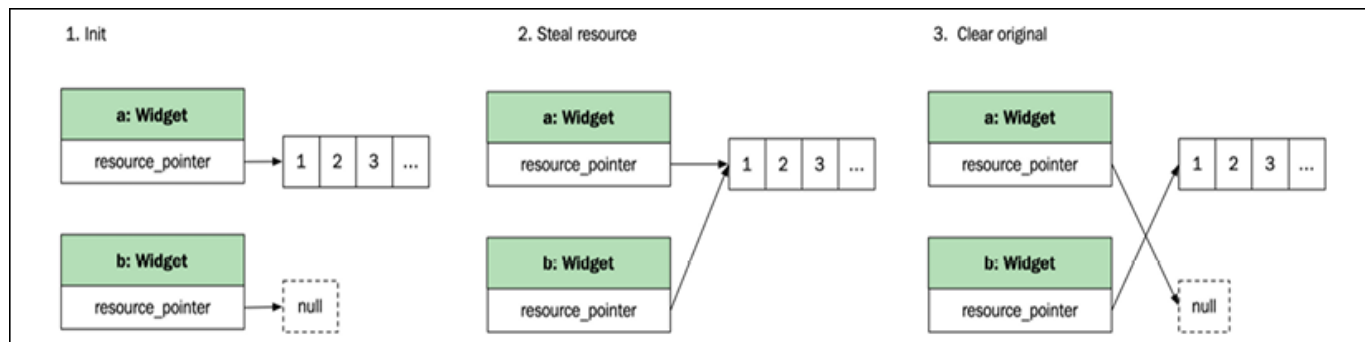 1. Init
a: Widget
resource_pointer
1 2 3 ...
b: Widget
resource_pointer
null
2. Steal resource
a: Widget
resource_pointer
1 2 3 ...
b: Widget
resource_pointer
3. Clear original
a: Widget
resource_pointer
1 2 3 ...
b: Widget
resource_pointer
null